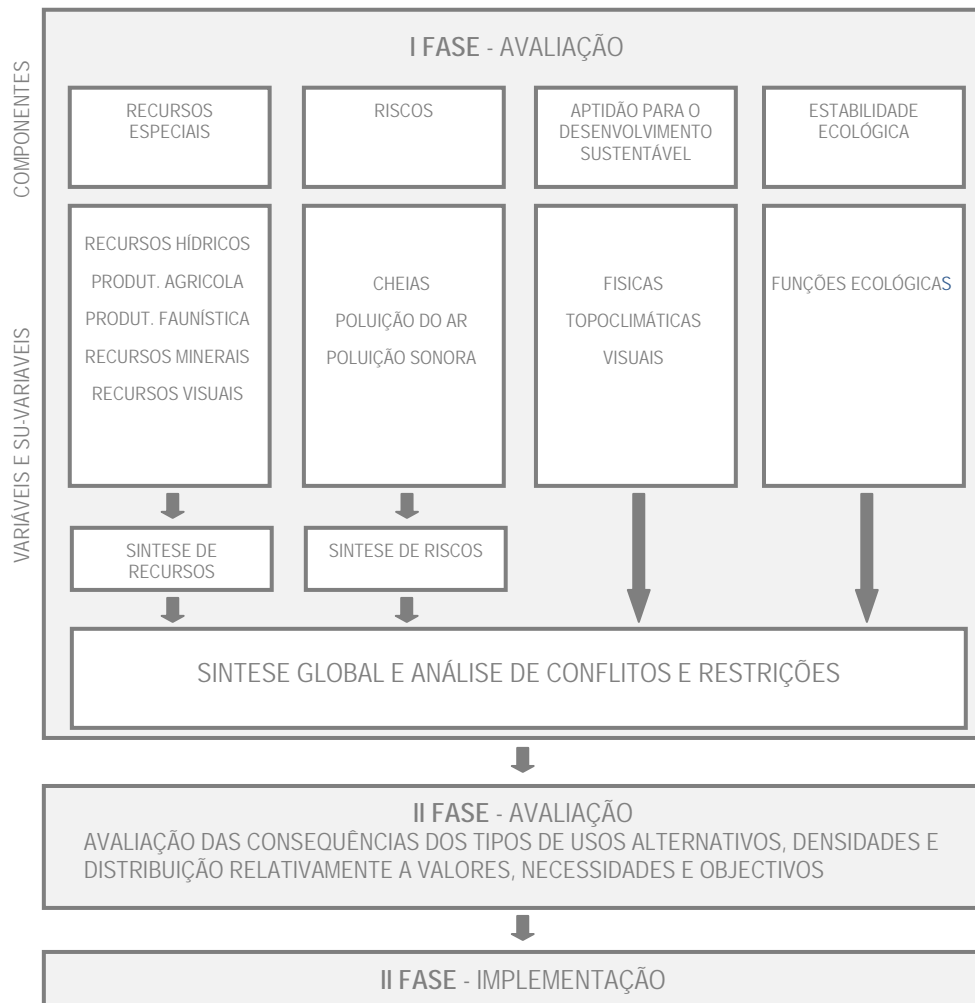 I FASE - AVALIAÇÃO
COMPONENTES
RECURSOS
ESPECIAIS
RISCOS
APTIDÃO PARA O
DESENVOLVIMENTO
SUSTENTÁVEL
ESTABILIDADE
ECOLÓGICA
VARIÁVEIS E SU-VARIAVEIS
RECURSOS HÍDRICOS
PRODUT. AGRICOLA
PRODUT. FAUNÍSTICA
RECURSOS MINERAIS
RECURSOS VISUAIS
CHEIAS
POLUIÇÃO DO AR
POLUIÇÃO SONORA
FISICAS
TOPOCLIMÁTICAS
VISUAIS
FUNÇÕES ECOLÓGICAS
SINTESE DE
RECURSOS
SINTESE DE RISCOS
SINTESE GLOBAL E ANÁLISE DE CONFLITOS E RESTRIÇÕES
II FASE - AVALIAÇÃO
AVALIAÇÃO DAS CONSEQUÊNCIAS DOS TIPOS DE USOS ALTERNATIVOS, DENSIDADES E
DISTRIBUIÇÃO RELATIVAMENTE A VALORES, NECESSIDADES E OBJECTIVOS
II FASE - IMPLEMENTAÇÃO